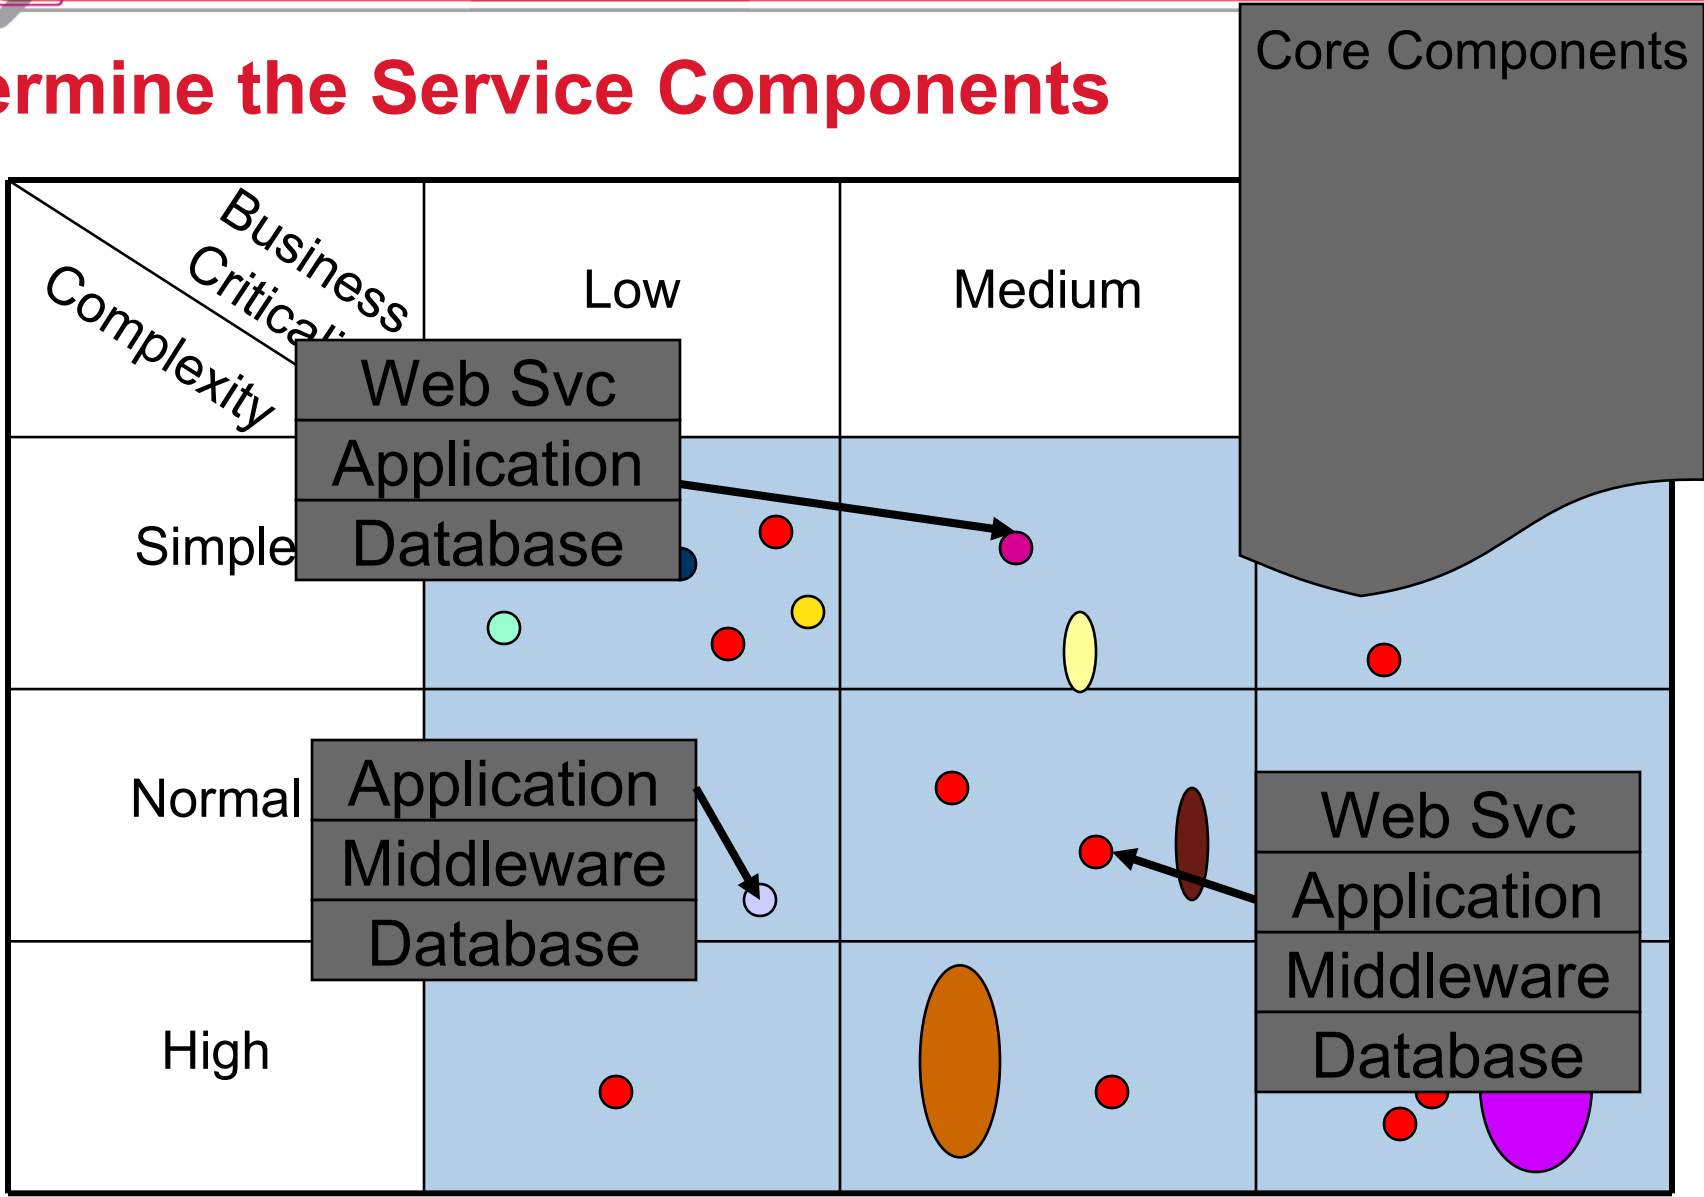 ermine the Service Components
Core Components
Business
Criticali
Complexity
Low
Medium
Web Svc
Application
Database
Simple
Normal
Application
Middleware
Database
Web Svc
Application
Middleware
Database
High